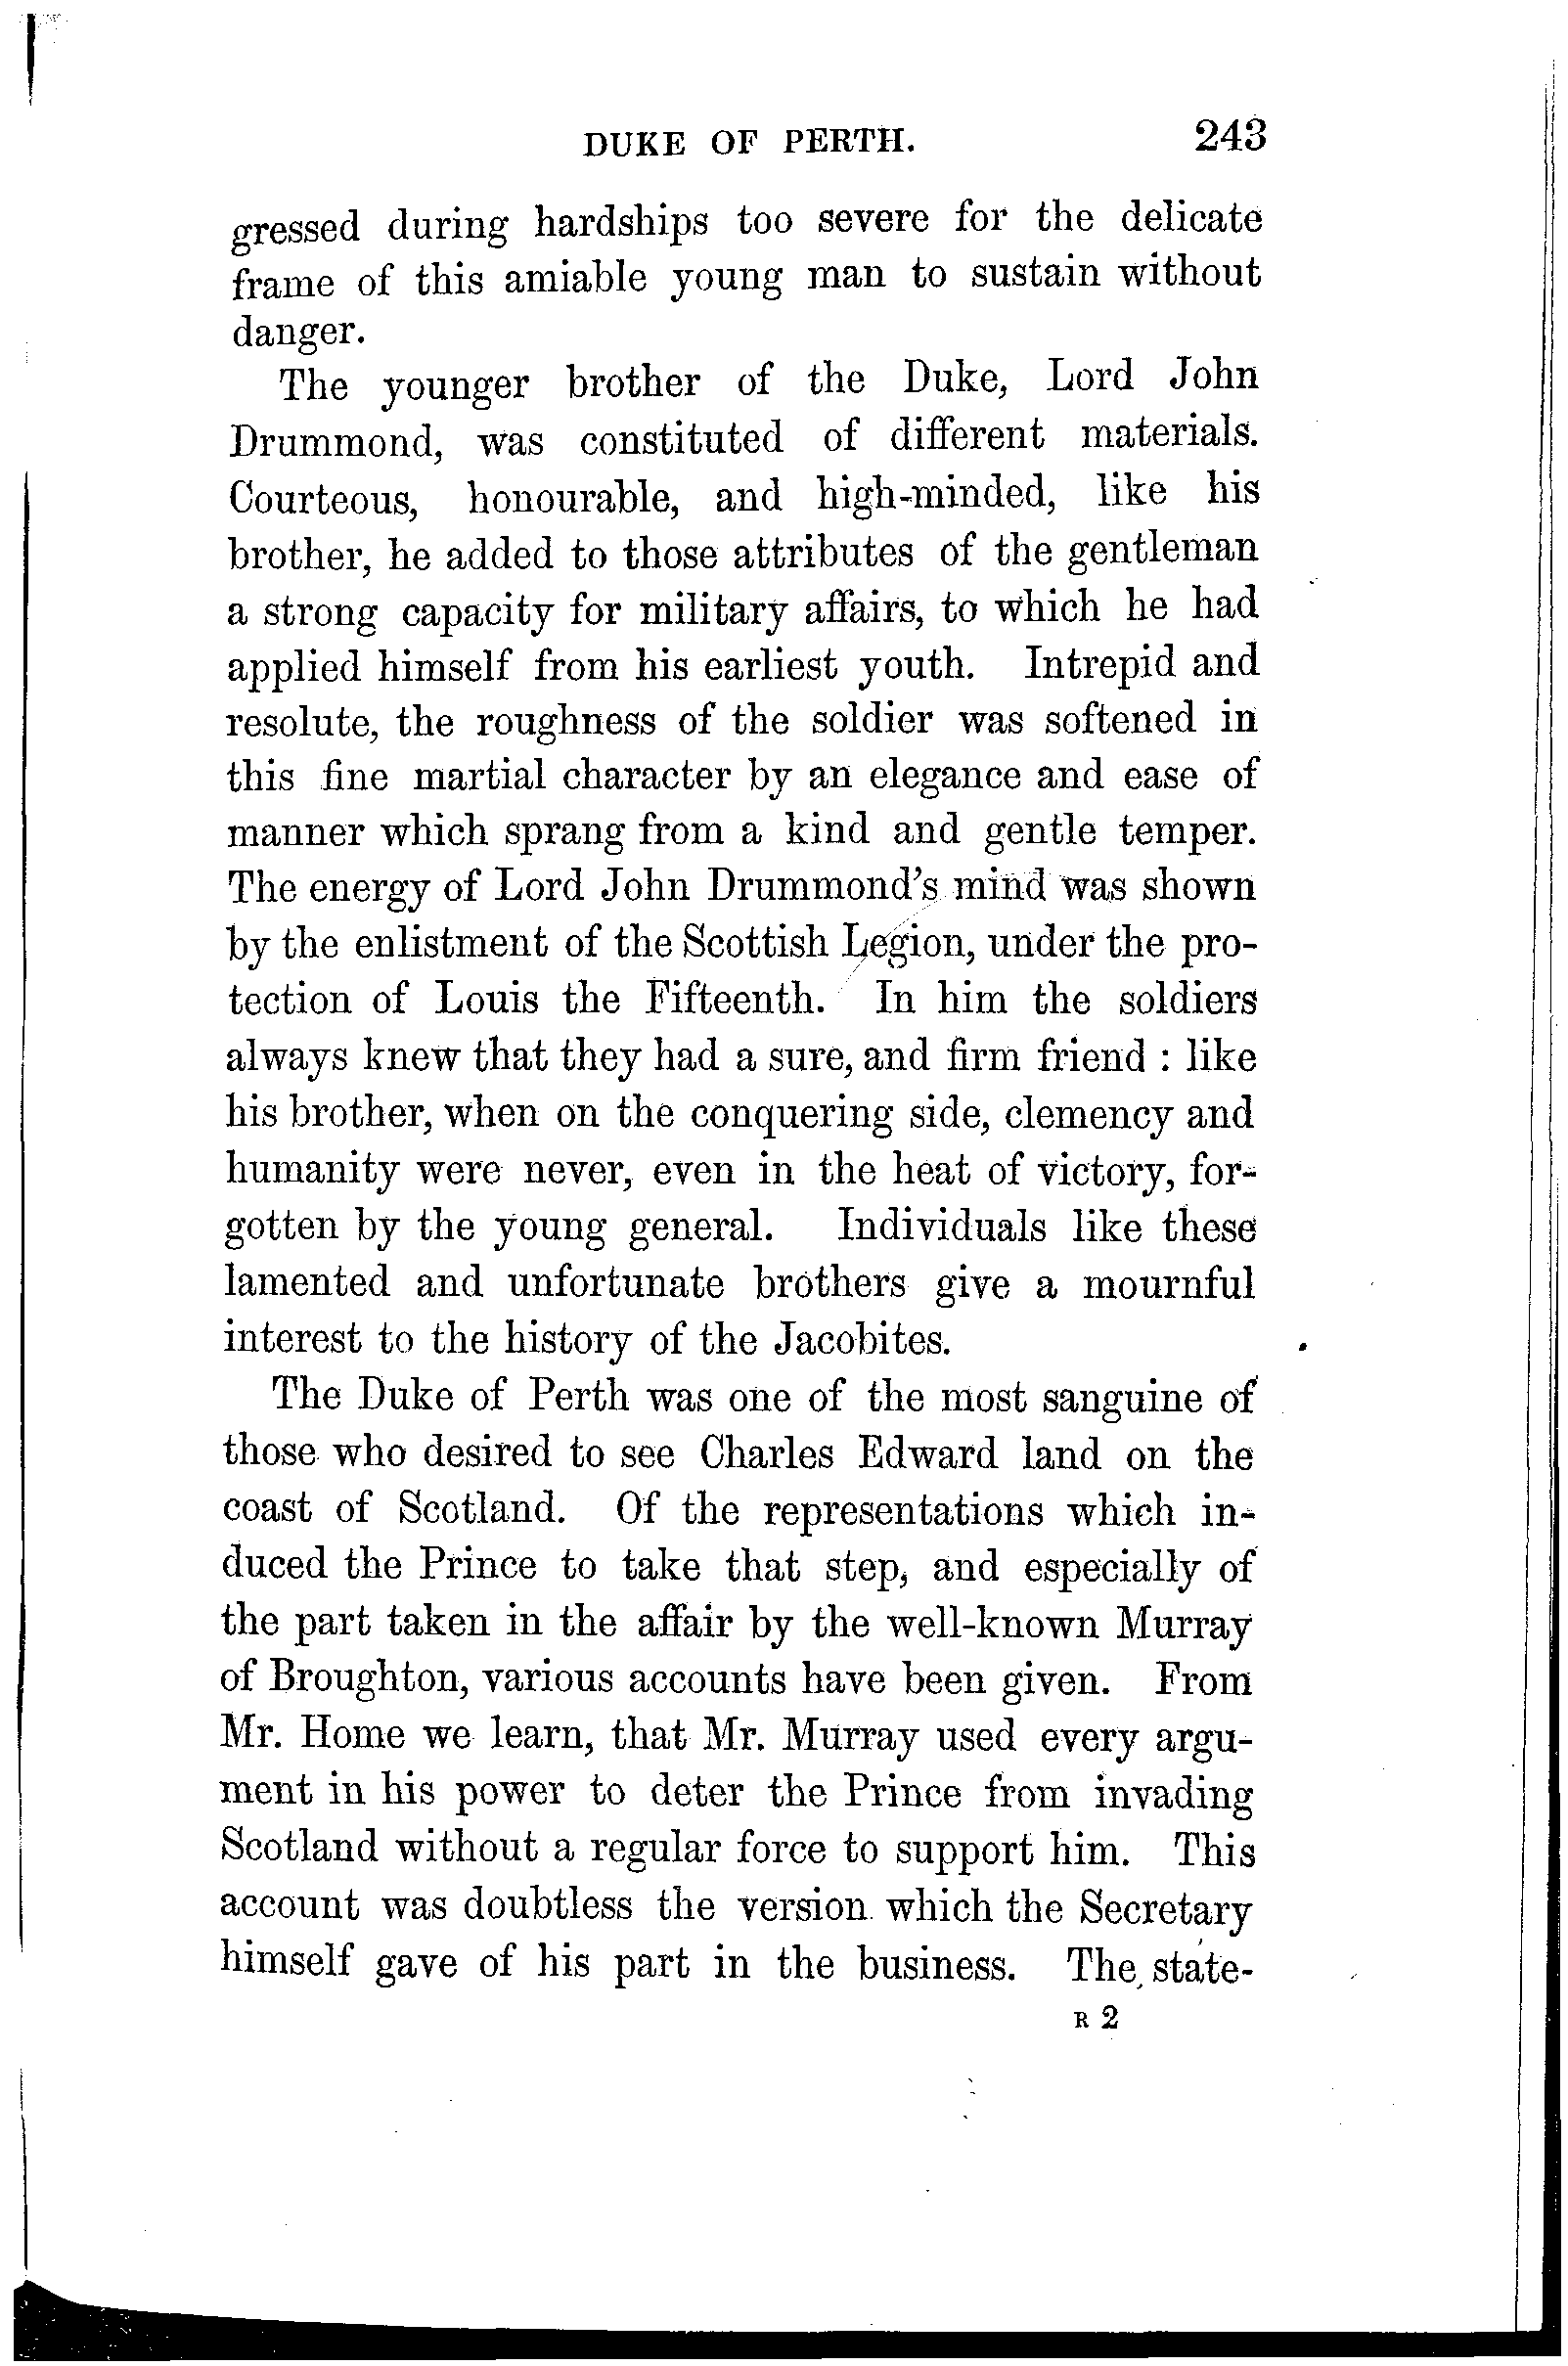 DUKE OF PERTH. 243
gressed during hardships too severe for the delicate
frame of this amiable young man to sustain without
danger.
The younger brother of the Duke, Lord John
Drummond, was constituted of different materials.
Courteous, honourable, and high-minded, like his
brother, he added to those attributes of the gentleman
a strong capacity for military affairs, to which he had
applied himself from his earliest youth. Intrepid and
resolute, the roughness of the soldier was softened in
this fine martial character by an elegance and ease of
manner which sprang from a kind and gentle temper.
The energy of Lord John Drummond's mind was shown
by the enlistment of the Scottish Legion, under the pro-
tection of Louis the Fifteenth. In him the soldiers
always knew that they had a sure, and firm friend : like
his brother, when on the conquering side, clemency and
humanity were never, even in the heat of victory, for-
gotten by the young general. Individuals like these
lamented and unfortunate brothers give a mournful
interest to the history of the Jacobites.
The Duke of Perth was one of the most sanguine of
those who desired to see Charles Edward land on the
coast of Scotland. Of the representations which in-
duced the Prince to take that step, and especially of
the part taken in the affair by the well-known Murray
of Broughton, various accounts have been given. From
Mr. Home we learn, that Mr. Murray used every argu-
ment in his power to deter the Prince from invading
Scotland without a regular force to support him. This
account was doubtless the version which the Secretary
himself gave of his part in the business. The state-
R 2